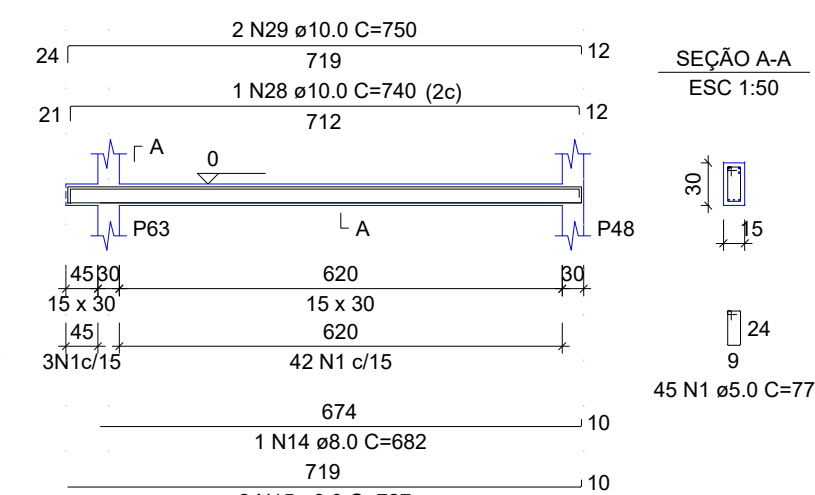 2 N29 ø10.0 C=750
24
719
12
1 N28 ø10.0 C=740 (2c)
21
712
12
SEÇÃO A-A
ESC 1:50
A
0
A
P63
P48
30
15
45 30 620 30
15 x 30 15 x 30
45 620
3N1c/15 42 N1 c/15
24
9
45 N1 ø5.0 C=77
674
10
1 N14 ø8.0 C=682
719
10